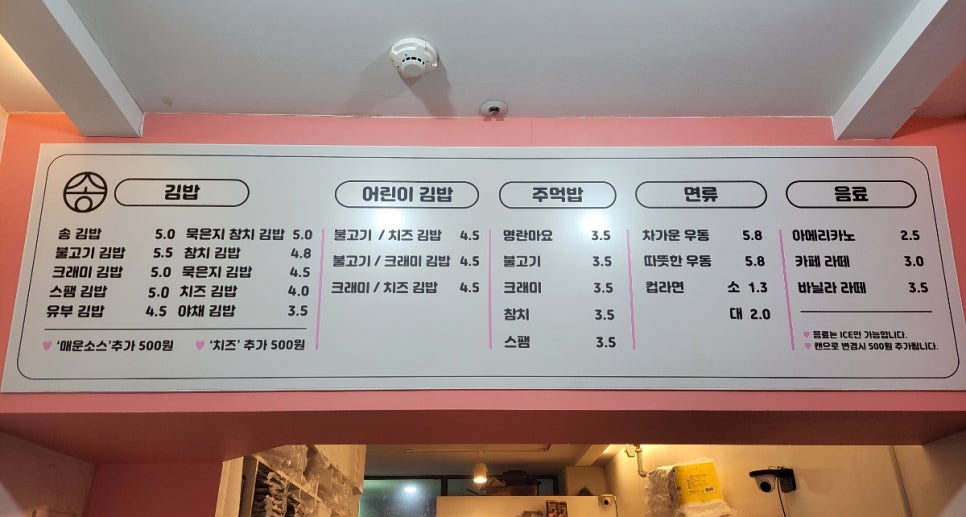 송
김밥
송 김밥 5.0 묵은지 참치 김밥 5.0
불고기 김밥 5.5 참치 김밥 4.8
크래미 김밥 5.0 묵은지 김밥 4.5
스팸 김밥 5.0 치즈 김밥 4.0
유부 김밥 4.5 야채 김밥 3.5
♥ '매운소스'추가 500원 ♥ '치즈' 추가 500원
어린이 김밥
불고기 / 치즈 김밥 4.5
불고기 / 크래미 김밥 4.5
크래미 / 치즈 김밥 4.5
주먹밥
명란마요 3.5
불고기 3.5
크래미 3.5
참치 3.5
스팸 3.5
면류
차가운 우동 5.8
따뜻한 우동 5.8
컵라면 소 1.3
대 2.0
음료
아메리카노 2.5
카페 라떼 3.0
바닐라 라떼 3.5
♥ 음료는 ICE만 가능합니다.
♥ 캔으로 변경시 500원 추가됩니다.